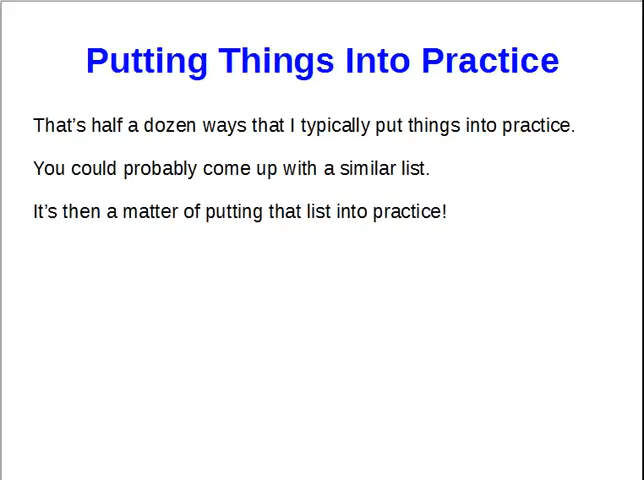 Putting Things Into Practice
That’s half a dozen ways that I typically put things into practice.
You could probably come up with a similar list.
It’s then a matter of putting that list into practice!